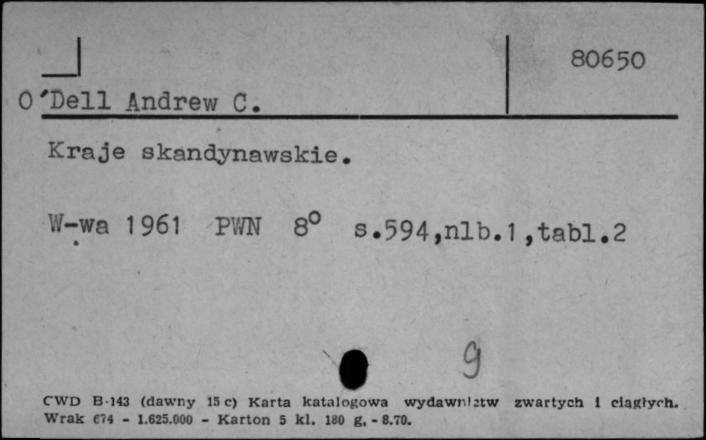 80650
O'Dell Andrew C.
Kraje skandynawskie.
W-wa 1961 PWN 8° s.594,nlb.1,tabl.2
9
CWD B-143 (dawny 15 c) Karta katalogowa wydawnictw zwartych i ciągłych.
Wrak 674 - 1.625.000 - Karton 5 kl. 180 g. - 8.70.